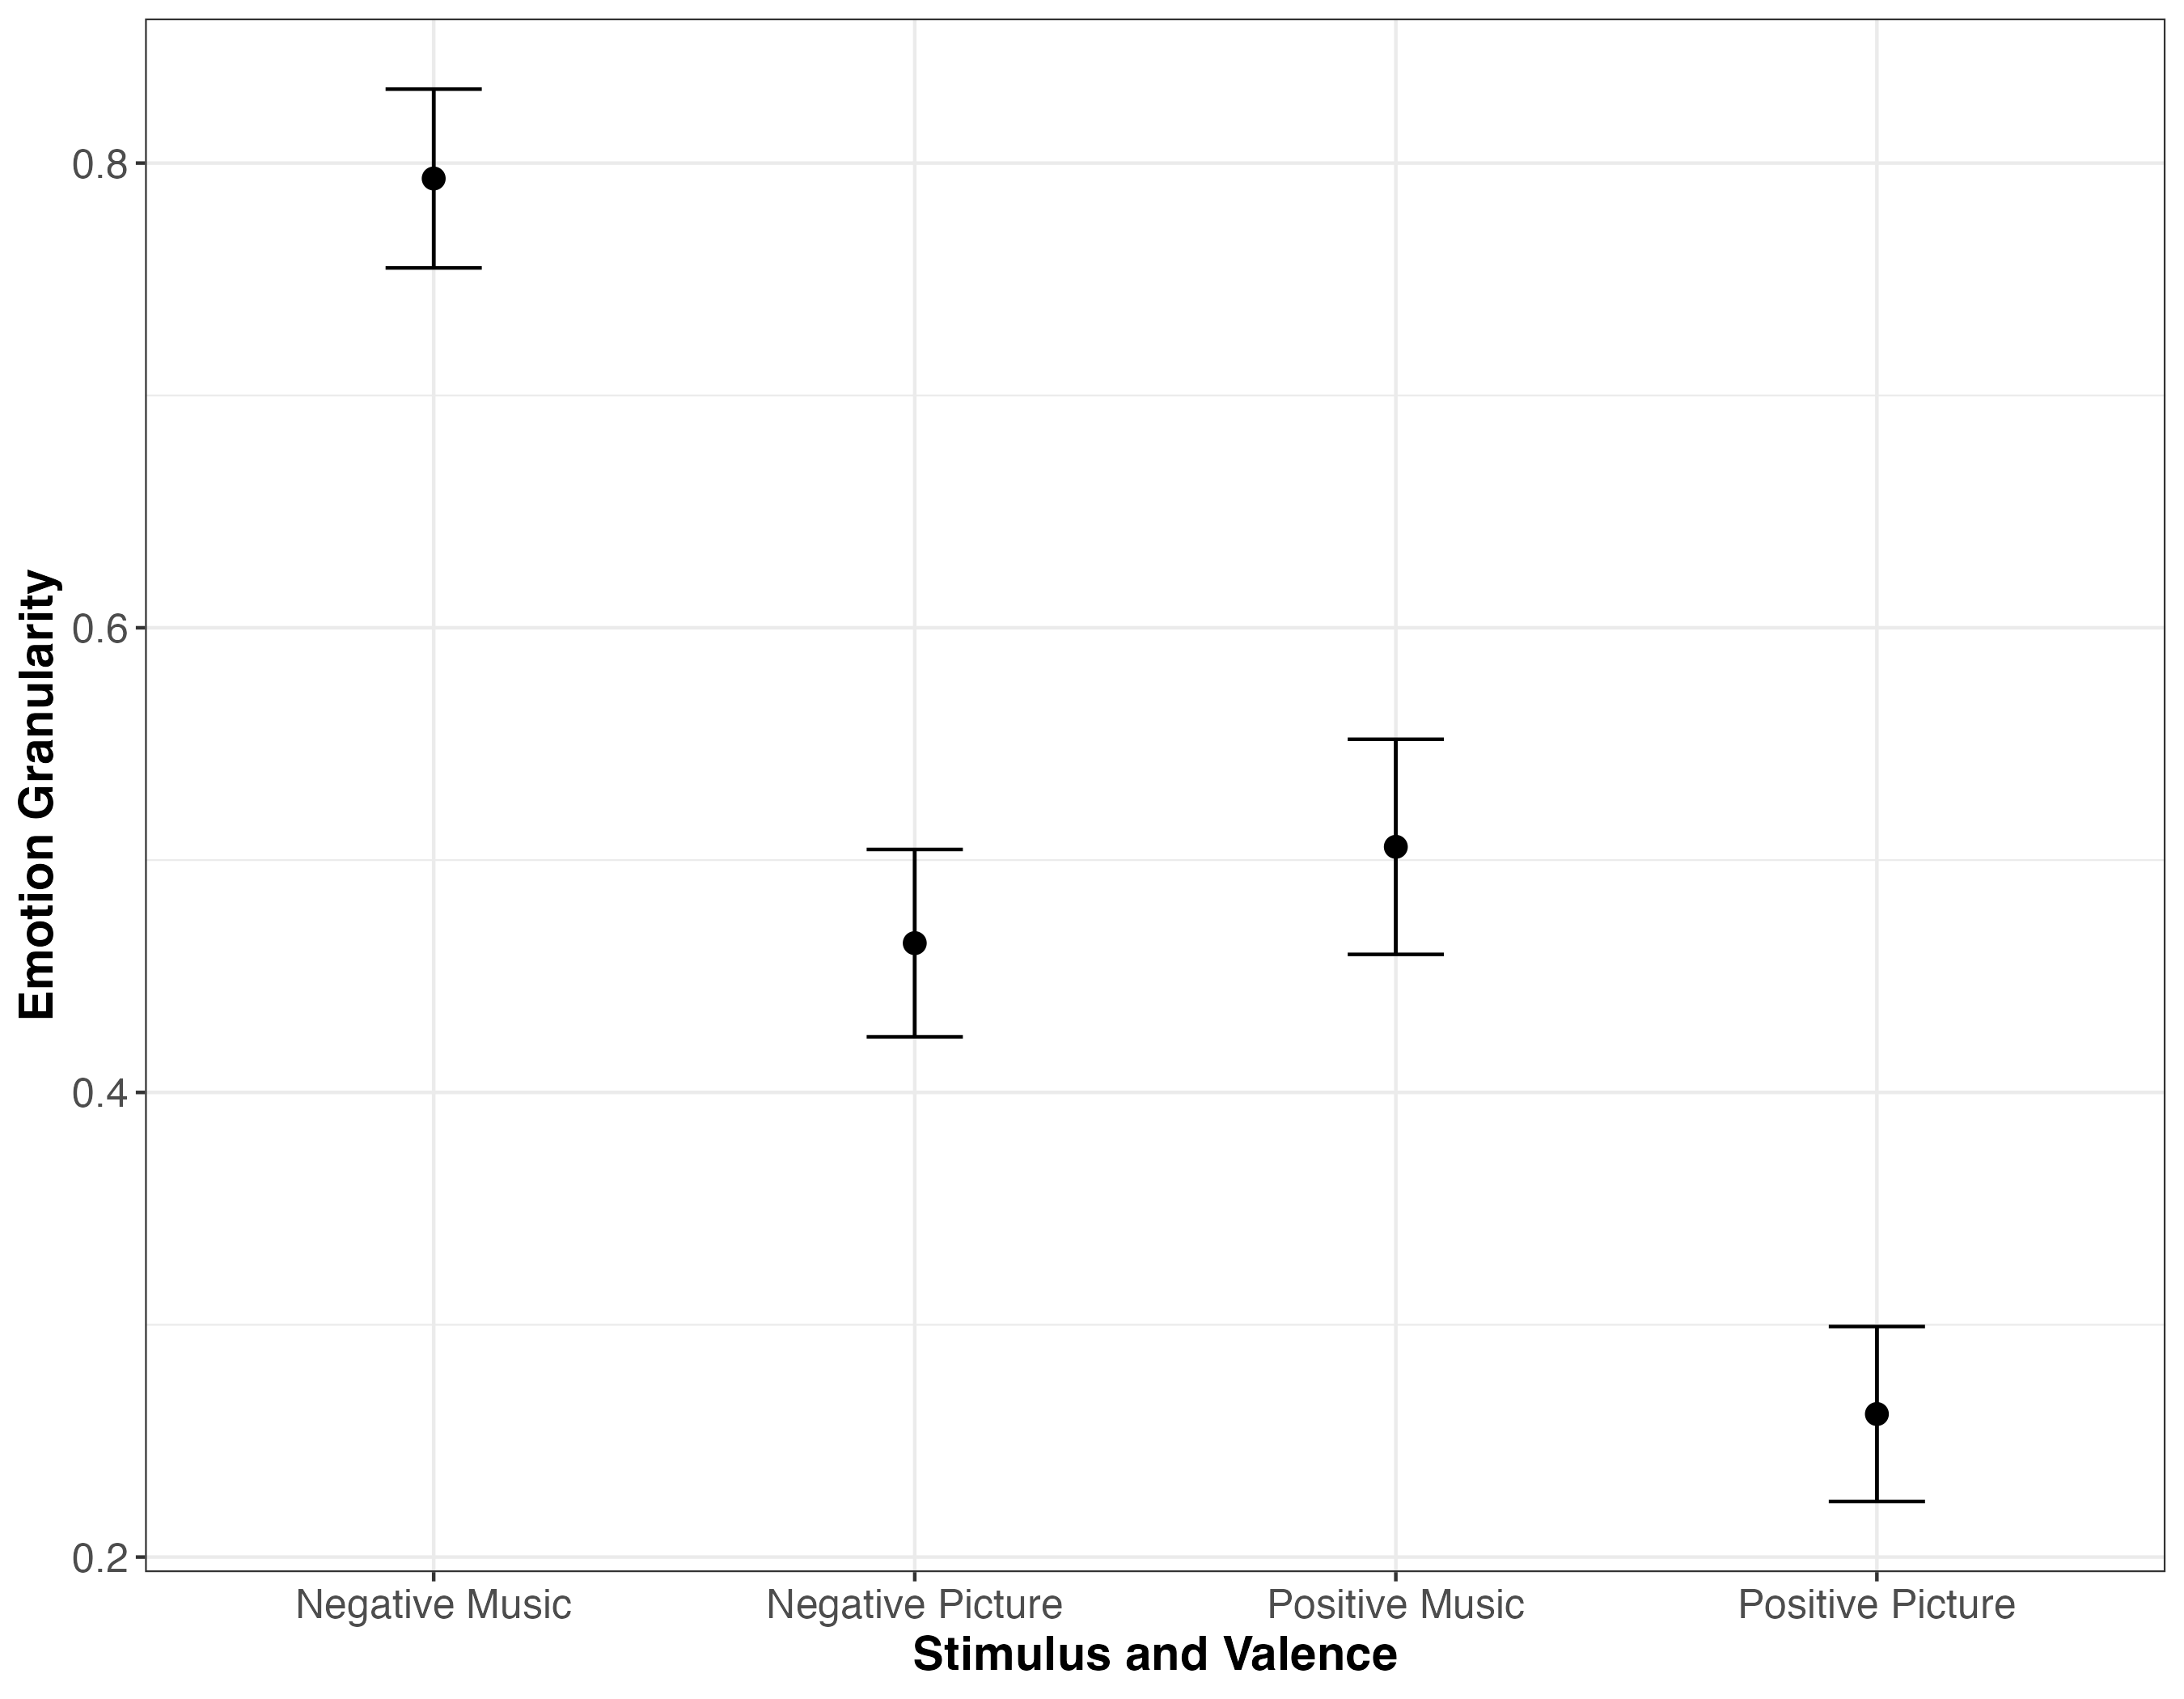 Emotion Granularity
0.8
0.6
0.4
0.2
Negative Music
Negative Picture
Positive Music
Positive Picture
Stimulus and Valence